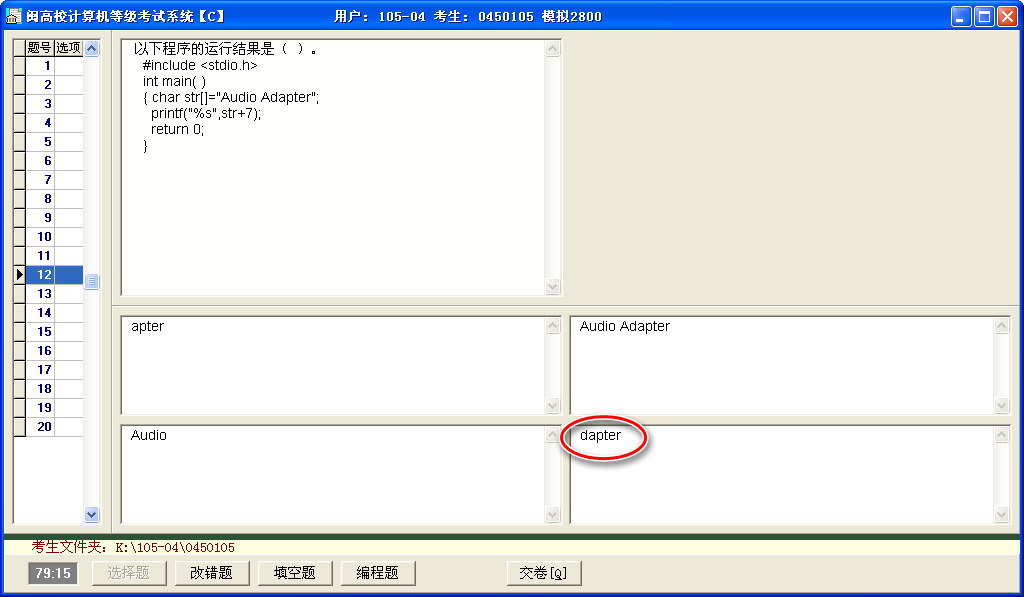 闽高校计算机等级考试系统【C】 用户: 105-04 考生: 0450105 模拟2800
题号 选项
1
2
3
4
5
6
7
8
9
10
11
12
13
14
15
16
17
18
19
20
以下程序的运行结果是（ ）。
#include <stdio.h>
int main( )
{ char str[]="Audio Adapter";
printf("%s",str+7);
return 0;
}
apter
Audio Adapter
Audio
dapter
考生文件夹: K:\105-04\0450105
79:15 选择题 改错题 填空题 编程题 交卷[Q]